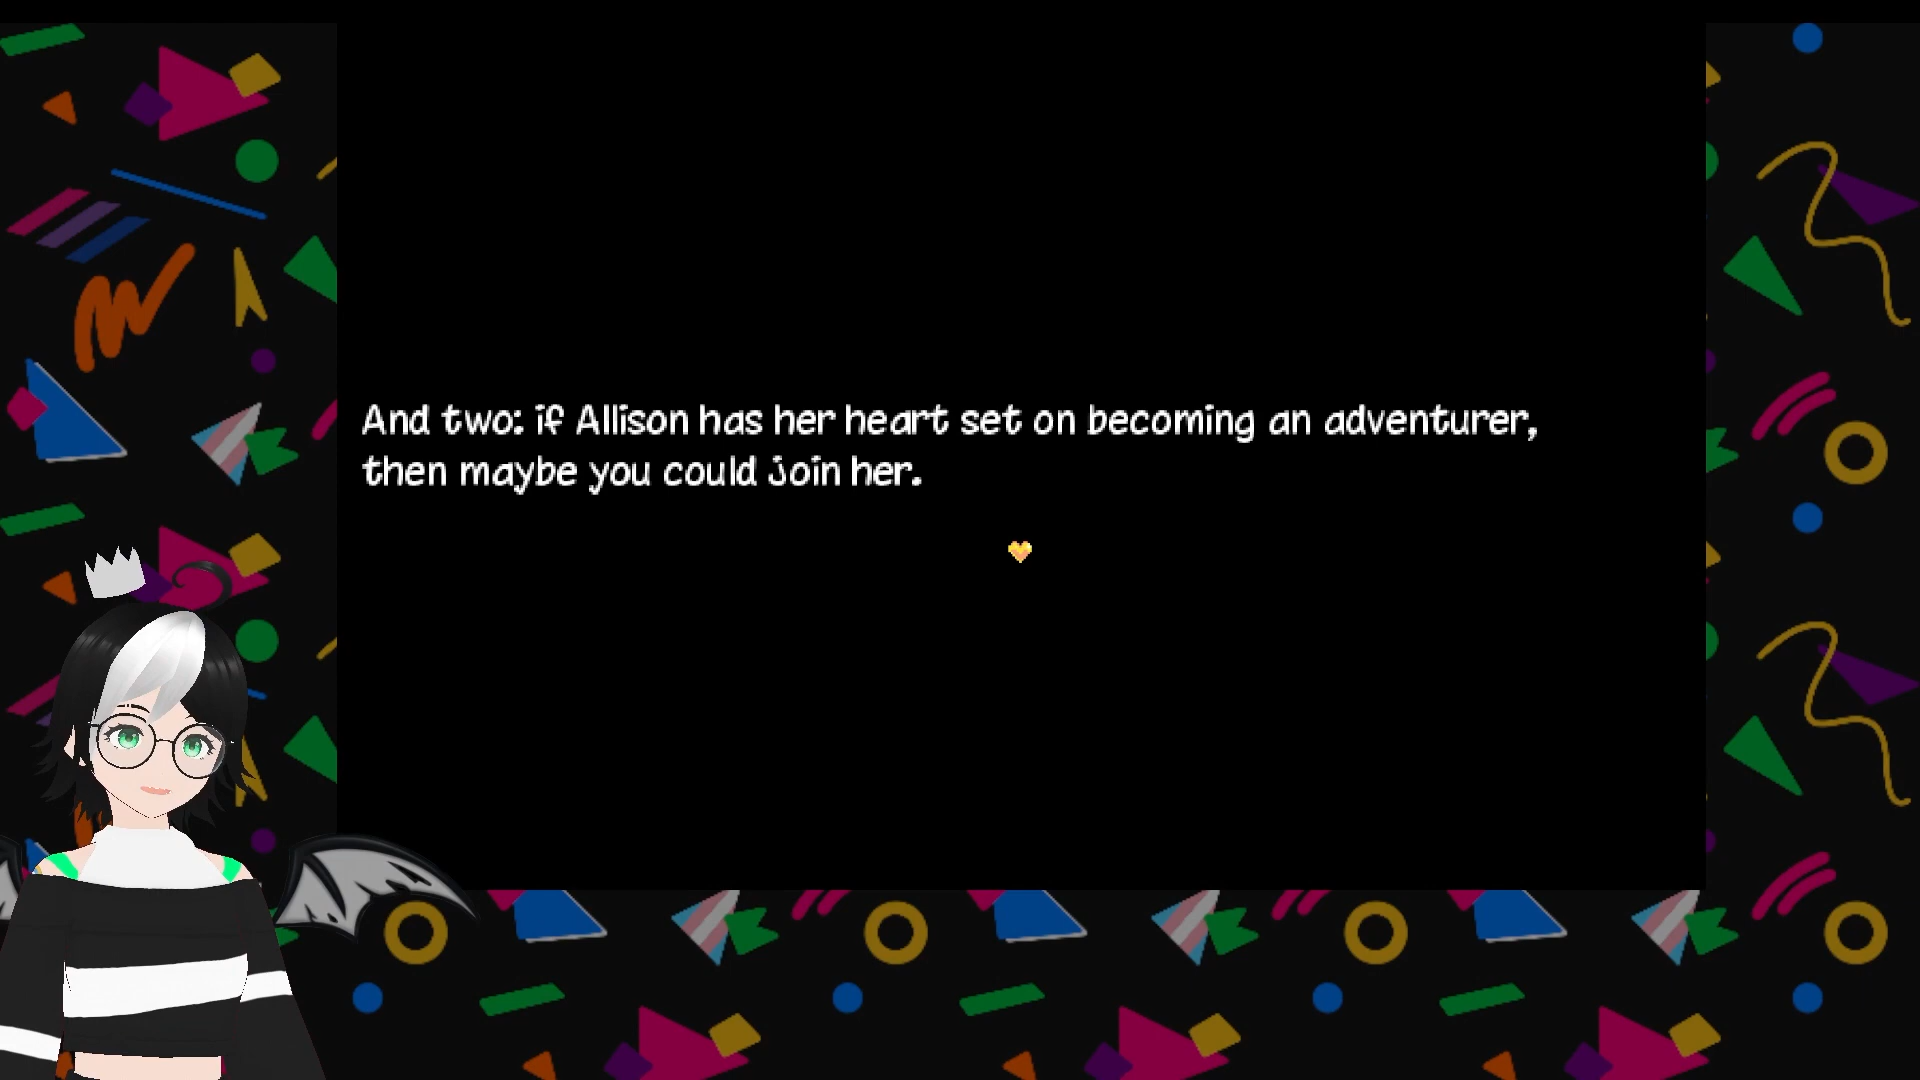 And two: if Allison has her heart set on becoming an adventurer,
then maybe you could join her.